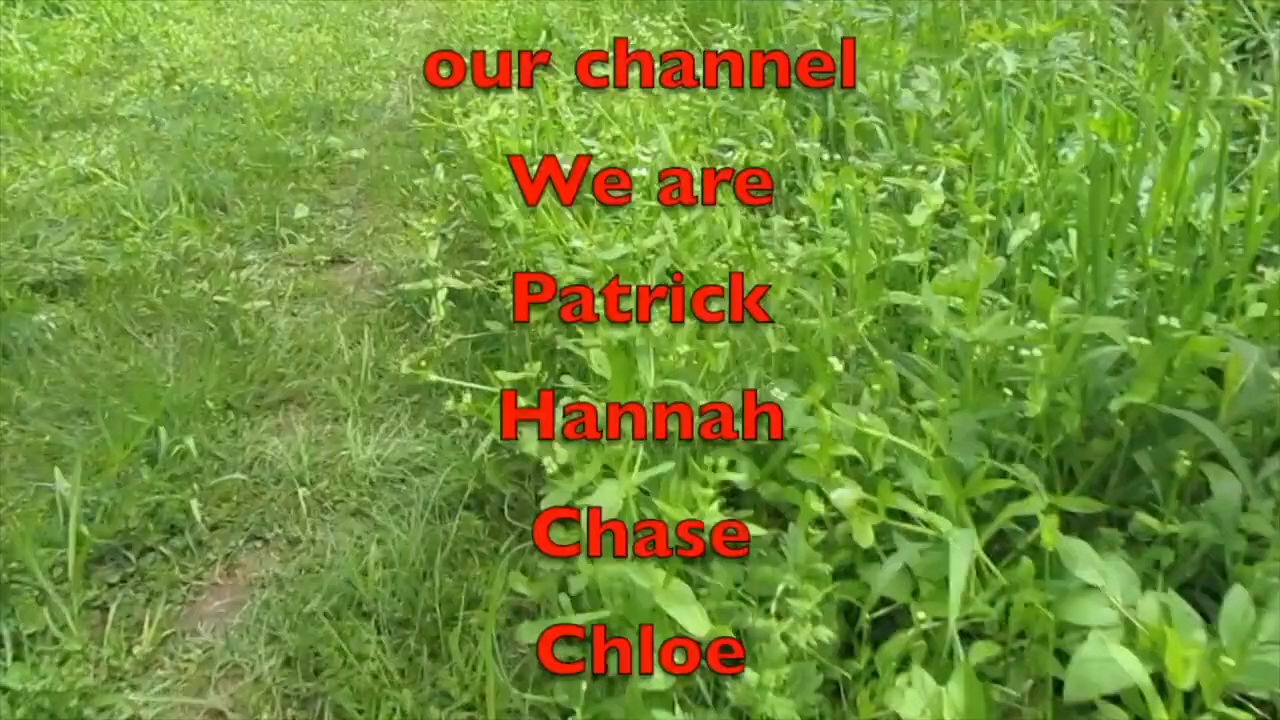 our channel
We are
Patrick
Hannah
Chase
Chloe